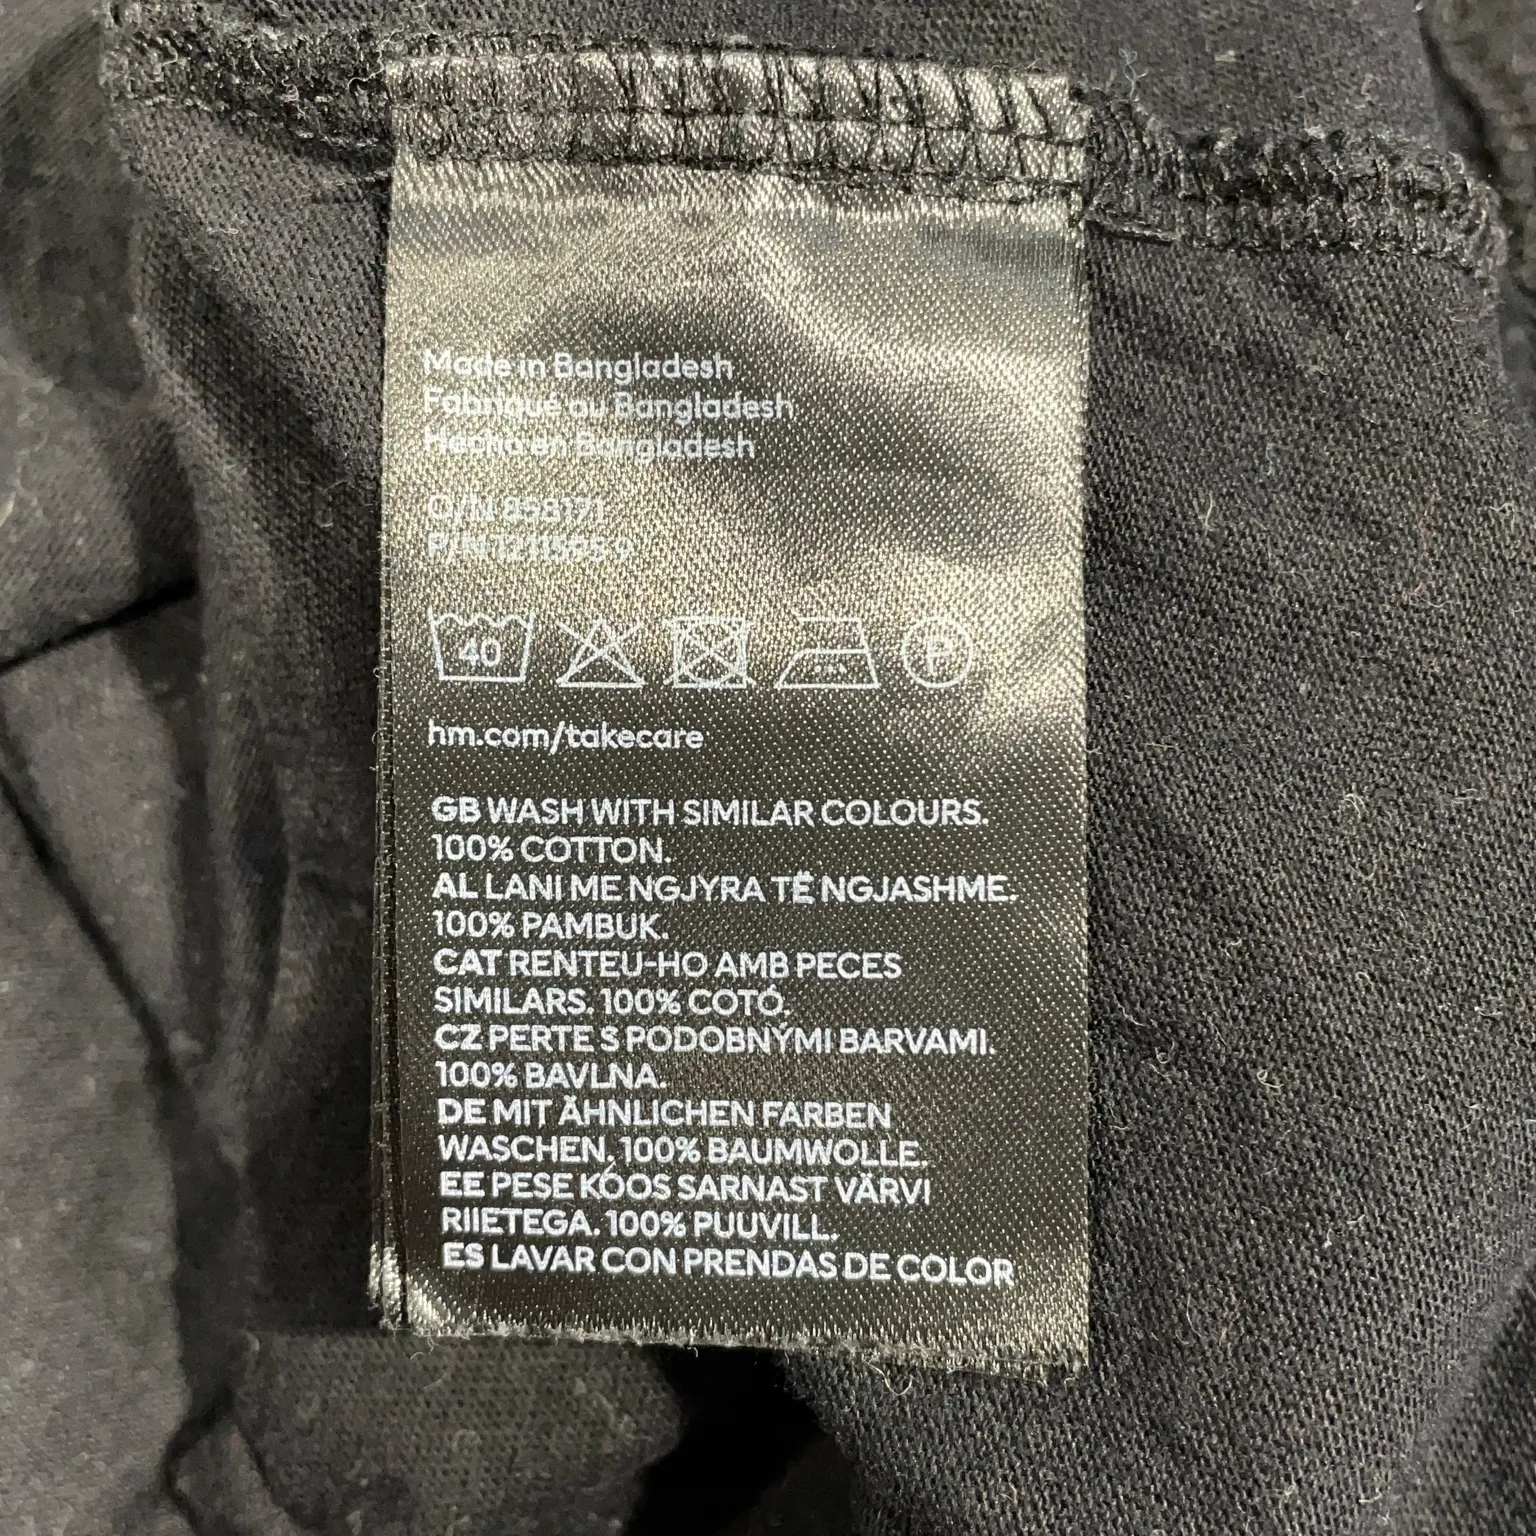 Made in Bangladesh
Fabriqué au Bangladesh
Hecho en Bangladesh
O/N 858171
P/N
40
P
hm.com/takecare
GB WASH WITH SIMILAR COLOURS.
100% COTTON.
AL LANI ME NGJYRA TË NGJASHME.
100% PAMBUK.
CAT RENTEU-HO AMB PECES
SIMILARS. 100% COTÓ.
CZ PERTE S PODOBNÝMI BARVAMI.
100% BAVLNA.
DE MIT ÄHNLICHEN FARBEN
WASCHEN. 100% BAUMWOLLE.
EE PESE KÓOS SARNAST VÄRVI
RIIETEGA. 100% PUUVILL.
ES LAVAR CON PRENDAS DE COLOR